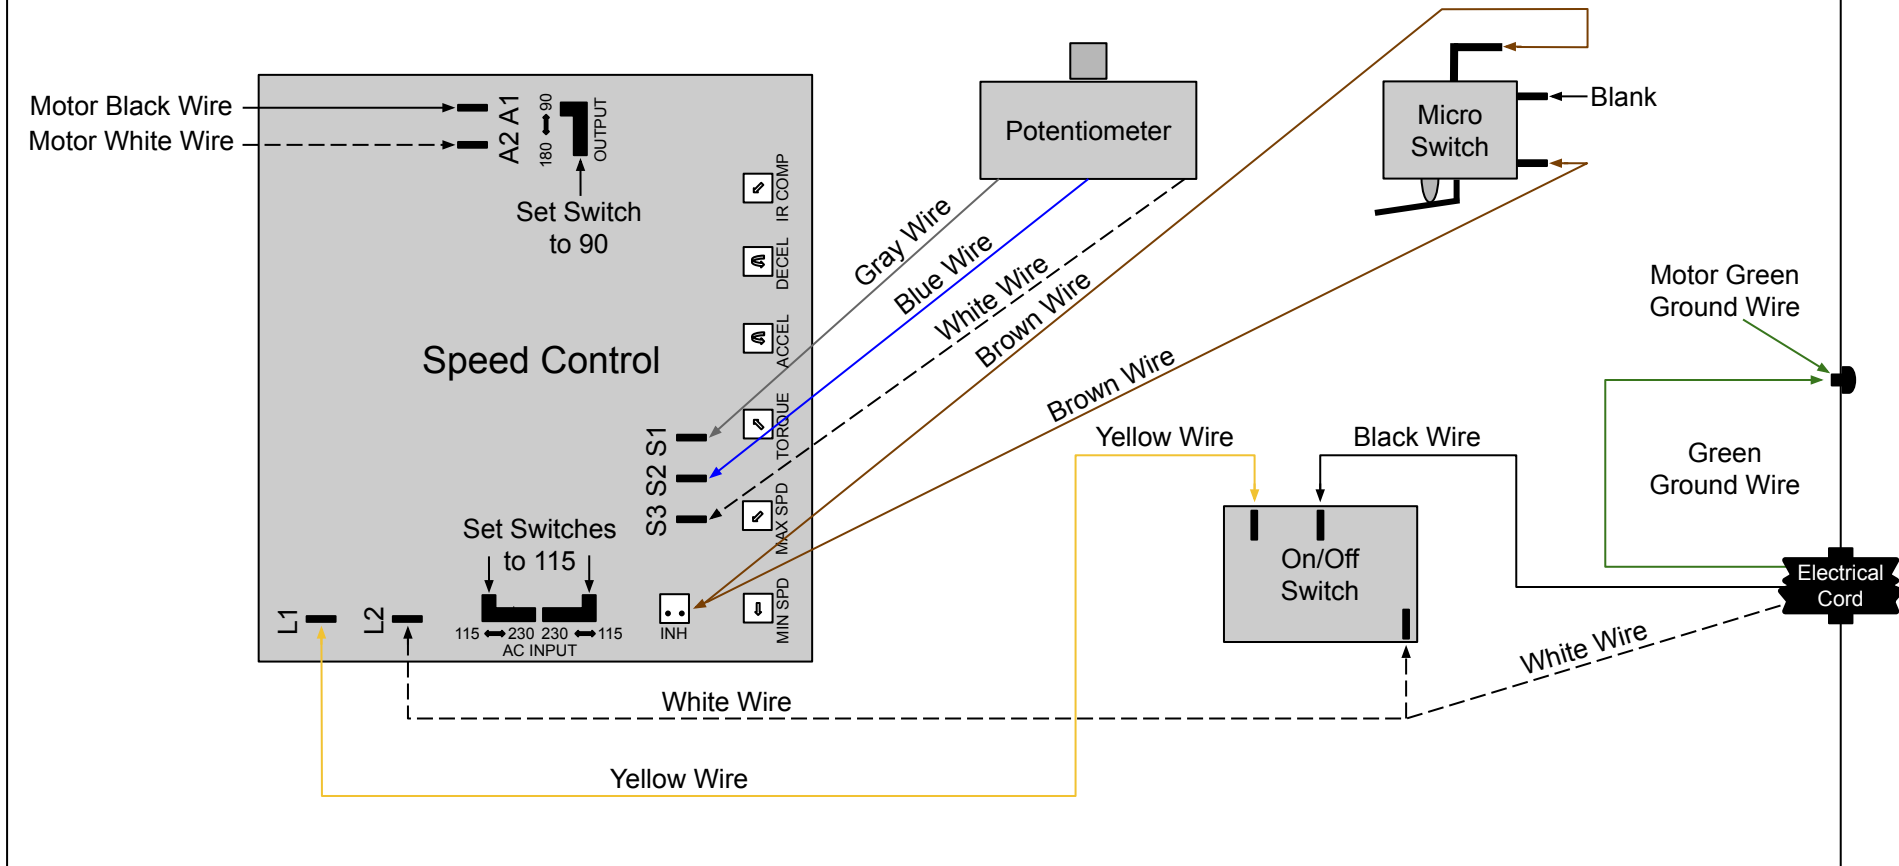 Motor Black Wire
Motor White Wire
A1
A2
180 ↔ 90
OUTPUT
Set Switch
to 90
IR COMP
DECEL
ACCEL
TORQUE
MAX SPD
MIN SPD
Speed Control
S1
S2
S3
Set Switches
to 115
L1
L2
115 ↔ 230 230 ↔ 115
AC INPUT
INH
Potentiometer
Micro
Switch
Blank
Gray Wire
Blue Wire
White Wire
Brown Wire
Brown Wire
Motor Green
Ground Wire
Green
Ground Wire
Yellow Wire
Black Wire
On/Off
Switch
Electrical
Cord
White Wire
White Wire
Yellow Wire